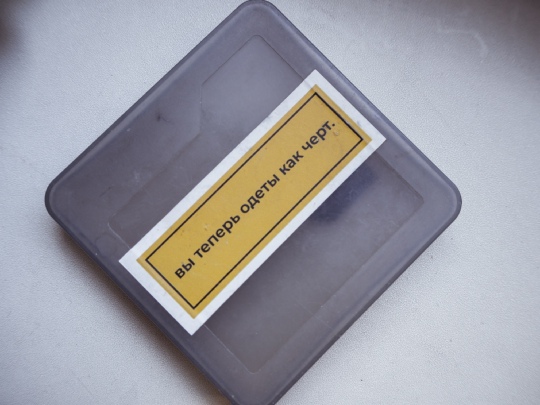 вы теперь одеты как черт.